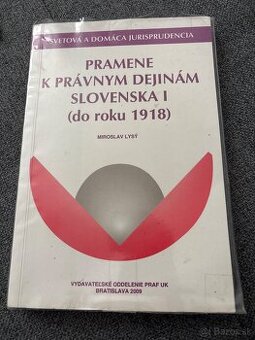 SVETOVÁ A DOMÁCA JURISPRUDENCIA
PRAMENE
K PRÁVNYM DEJINÁM
SLOVENSKA I
(do roku 1918)
MIROSLAV LYSÝ
VYDAVATEĽSKÉ ODDELENIE PRAF UK
BRATISLAVA 2009